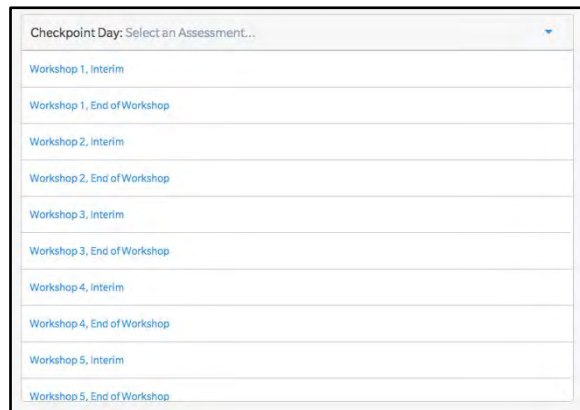 Checkpoint Day: Select an Assessment...
Workshop 1, Interim
Workshop 1, End of Workshop
Workshop 2, Interim
Workshop 2, End of Workshop
Workshop 3, Interim
Workshop 3, End of Workshop
Workshop 4, Interim
Workshop 4, End of Workshop
Workshop 5, Interim
Workshop 5, End of Workshop